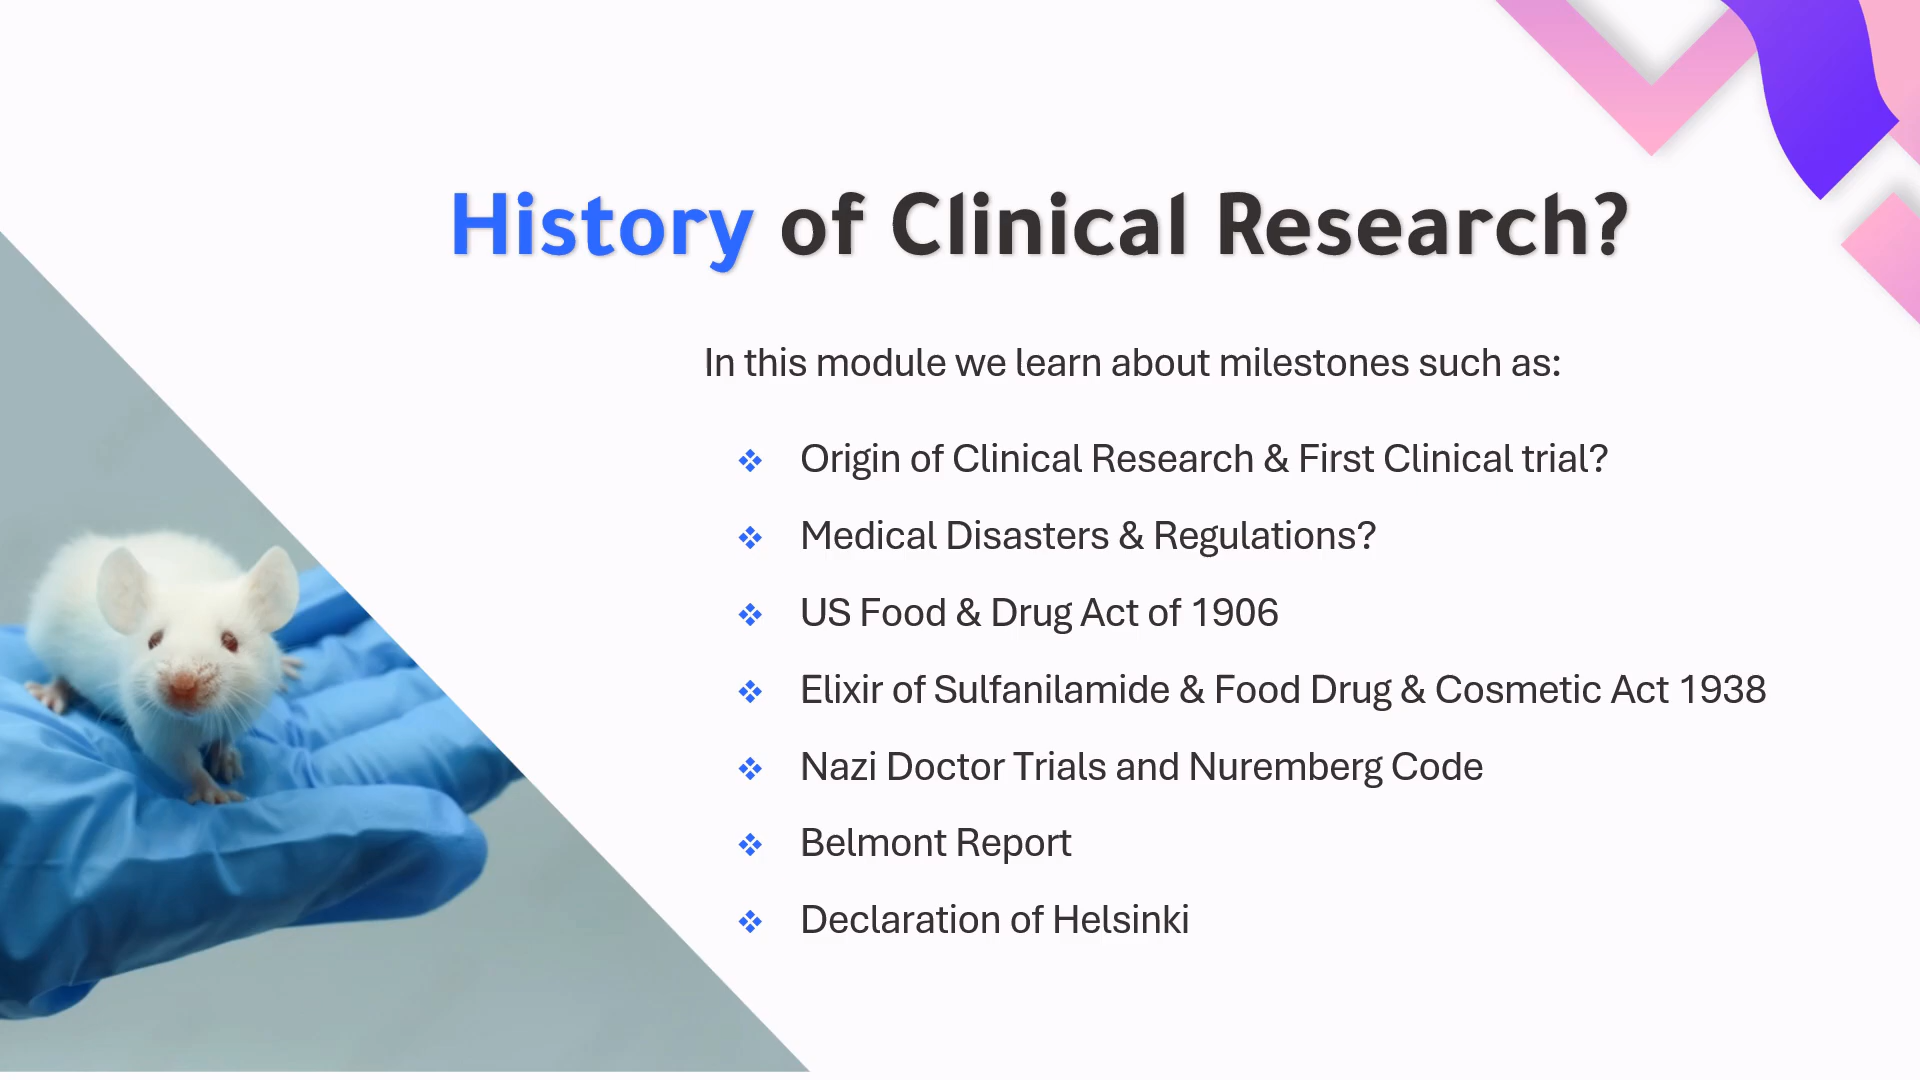 History of Clinical Research?
In this module we learn about milestones such as:
Origin of Clinical Research & First Clinical trial?
Medical Disasters & Regulations?
US Food & Drug Act of 1906
Elixir of Sulfanilamide & Food Drug & Cosmetic Act 1938
Nazi Doctor Trials and Nuremberg Code
Belmont Report
Declaration of Helsinki